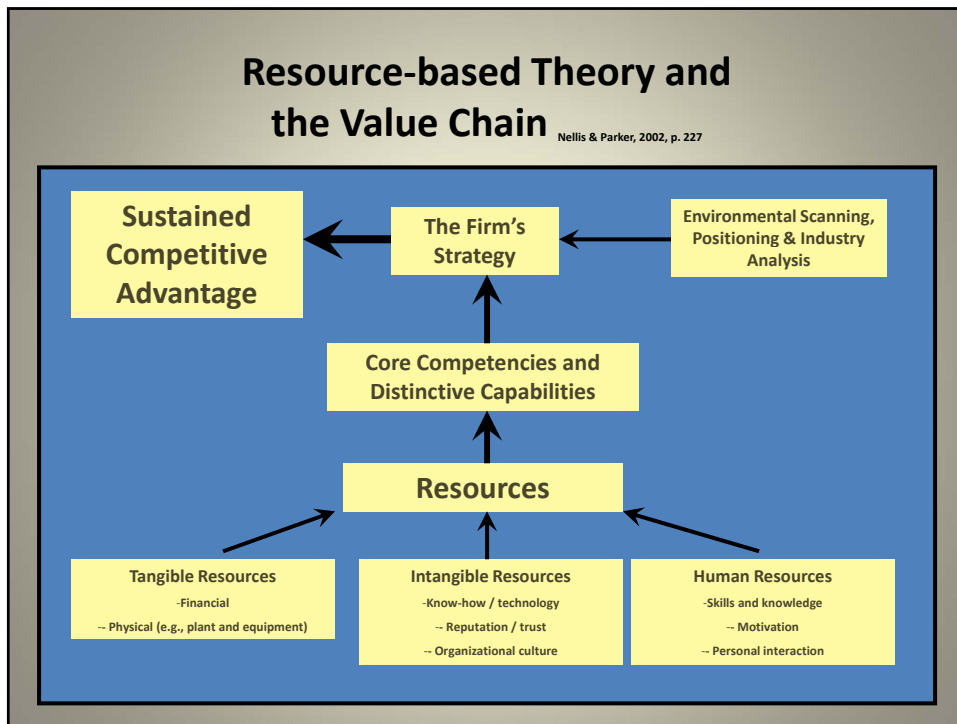 Resource-based Theory and
the Value Chain Nellis & Parker, 2002, p. 227
Sustained
Competitive
Advantage
The Firm's
Strategy
Environmental Scanning,
Positioning & Industry
Analysis
Core Competencies and
Distinctive Capabilities
Resources
Tangible Resources
-Financial
-- Physical (e.g., plant and equipment)
Intangible Resources
-Know-how / technology
-- Reputation / trust
-- Organizational culture
Human Resources
-Skills and knowledge
-- Motivation
-- Personal interaction